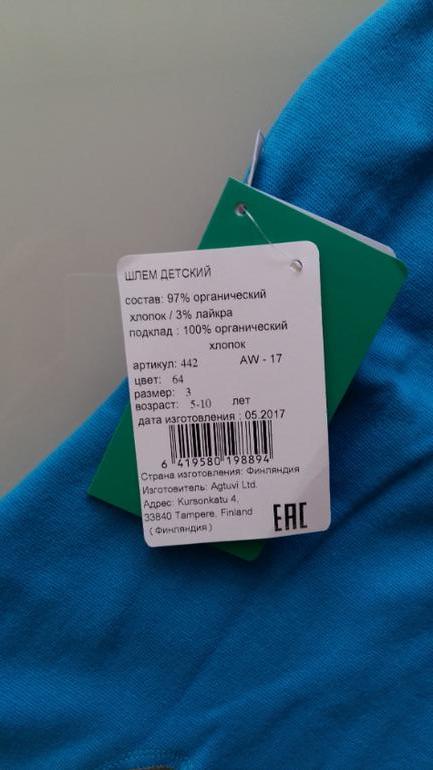 ШЛЕМ ДЕТСКИЙ
состав: 97% органический
хлопок / 3% лайкра
подклад : 100% органический
хлопок
артикул: 442 AW - 17
цвет: 64
размер: 3
возраст: 5-10 лет
дата изготовления : 05.2017
6 419580 198894
Страна изготовления: Финляндия
Изготовитель: Agtuvi Ltd.
Адрес: Kursonkatu 4,
33840 Tampere, Finland
( Финляндия )
EAC